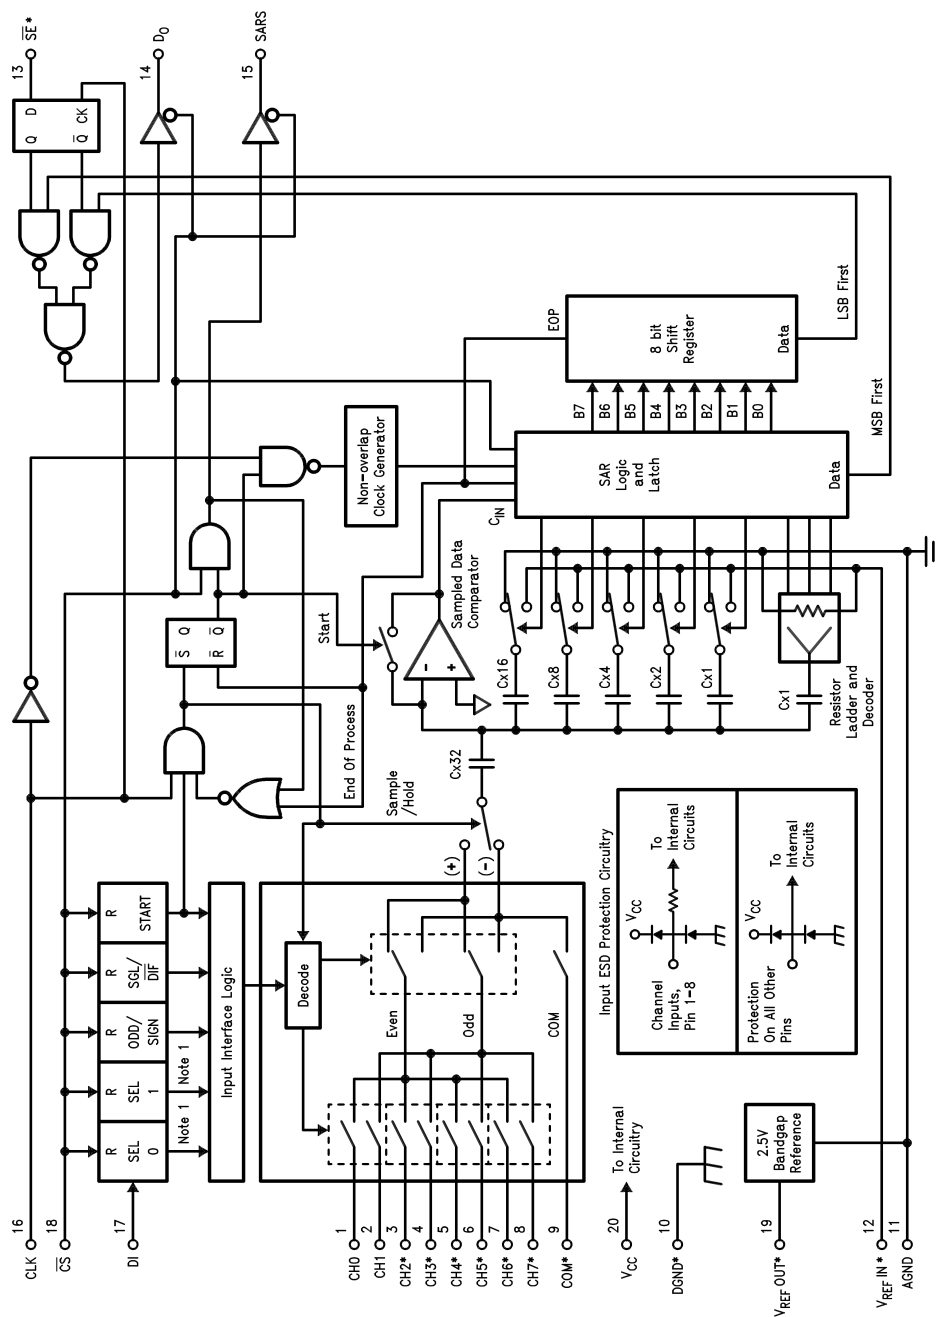 CLK 16
C̅S̅ 18
DI 17
SEL 0 R
SEL 1 R
ODD/ SIGN R
SGL/ D̅I̅F̅ R
START R
Note 1
Note 1
Input Interface Logic
Decode
CH0 1
CH1 2
CH2* 3
CH3* 4
CH4* 5
CH5* 6
CH6* 7
CH7* 8
COM* 9
Even
Odd
COM
(+)
(-)
Sample
/Hold
End Of Process
Start
S̅ Q
R̅ Q̅
Cx32
Sampled Data
Comparator
-
+
Non-overlap
Clock Generator
Cx16
Cx8
Cx4
Cx2
Cx1
Cx1
Resistor
Ladder and
Decoder
CIN
SAR
Logic
and
Latch
Data
B7
B6
B5
B4
B3
B2
B1
B0
EOP
8 bit
Shift
Register
Data
MSB First
LSB First
Q D
Q̅ CK
13 S̅E̅*
14 DO
15 SARS
VCC 20
To Internal
Circuitry
DGND* 10
VREF OUT* 19
2.5V
Bandgap
Reference
VREF IN* 12
AGND 11
Input ESD Protection Circuitry
Channel
Inputs,
Pin 1-8
VCC
To
Internal
Circuits
Protection
On All Other
Pins
VCC
To
Internal
Circuits